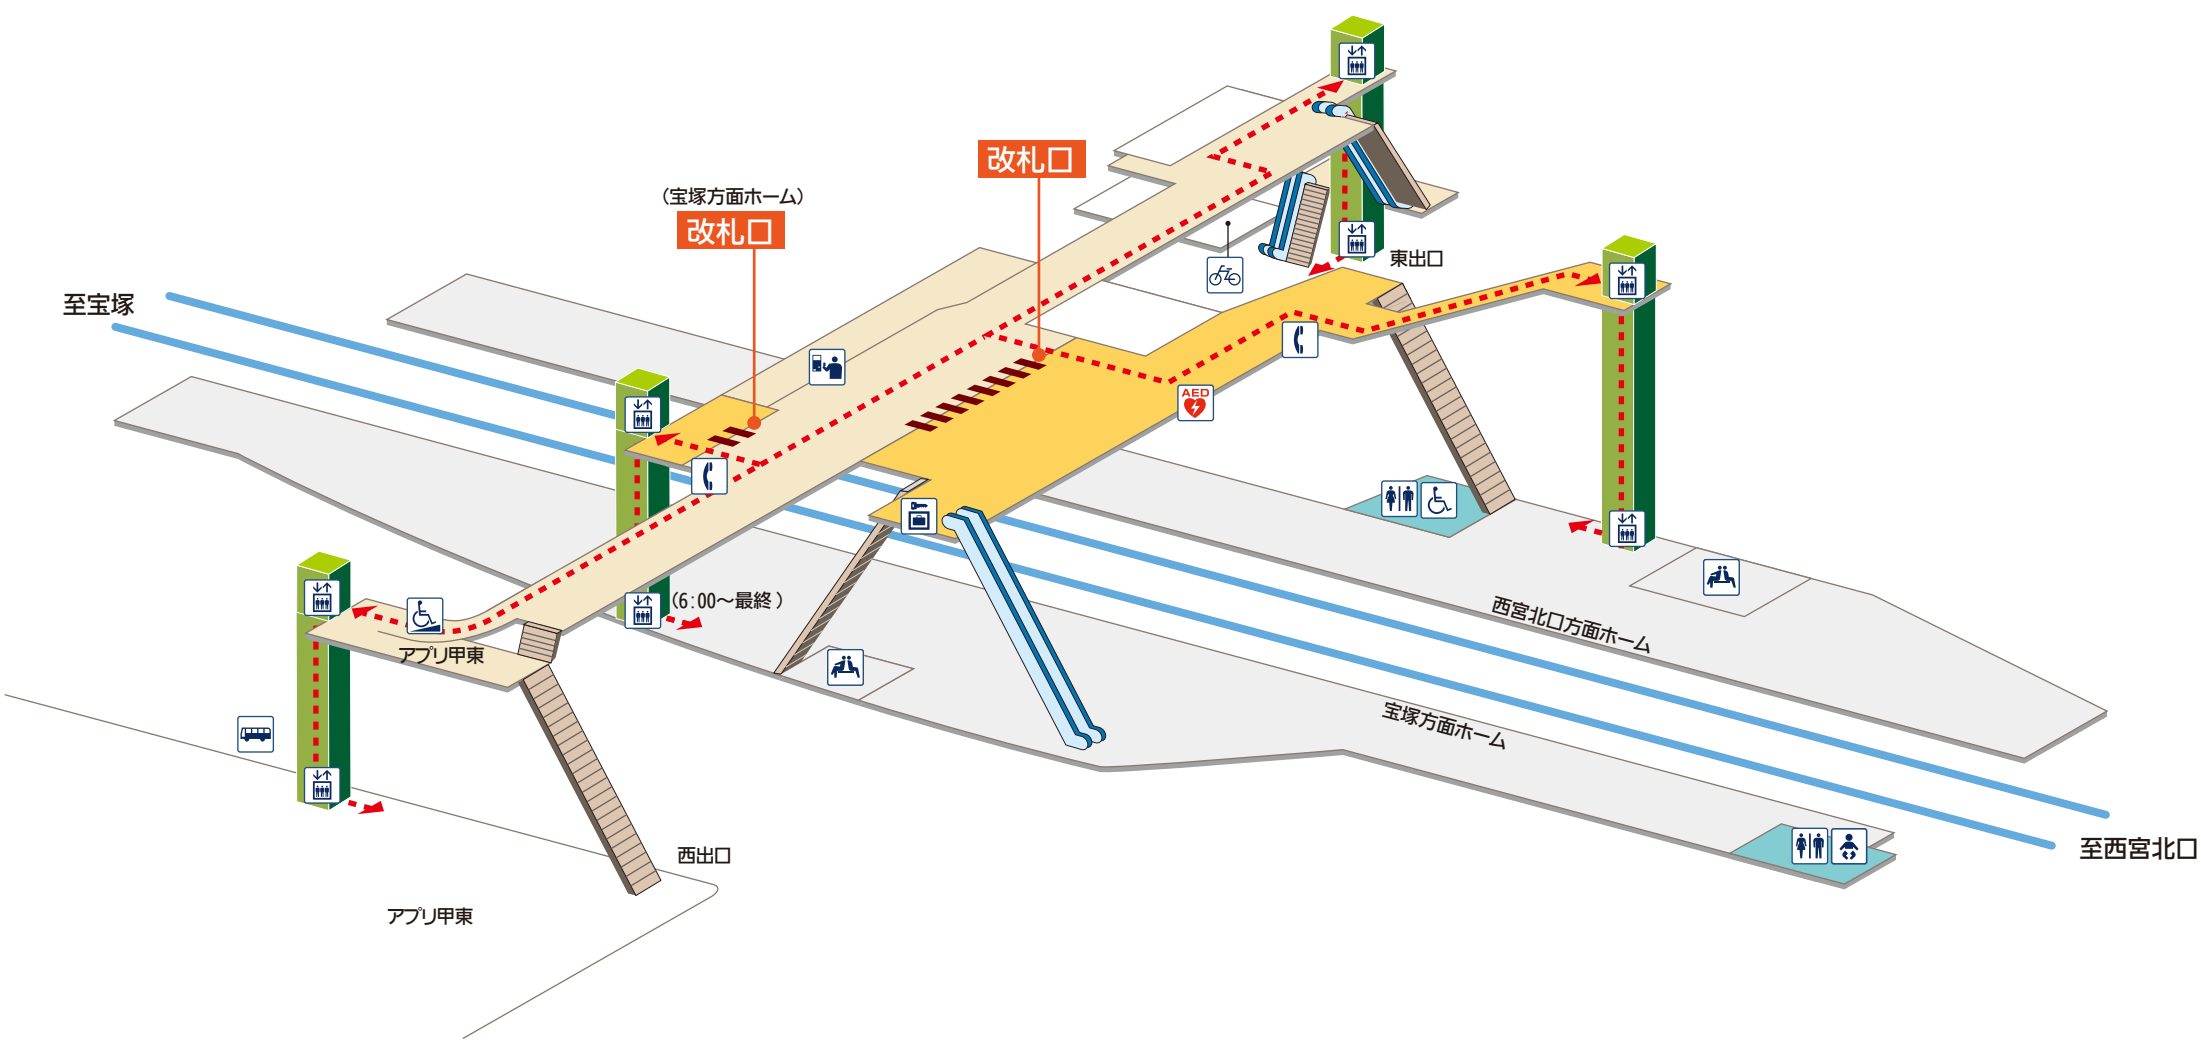 改札口
(宝塚方面ホーム)
改札口
東出口
至宝塚
AED
(6:00〜最終)
アプリ甲東
西宮北口方面ホーム
宝塚方面ホーム
至西宮北口
西出口
アプリ甲東